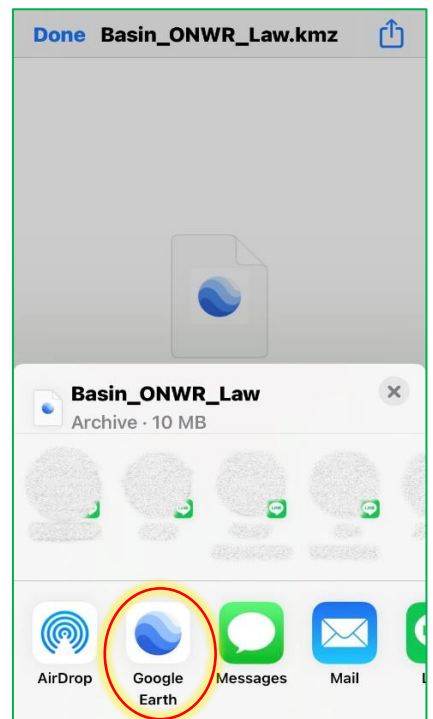 Done Basin_ONWR_Law.kmz
Basin_ONWR_Law
Archive · 10 MB
AirDrop
Google
Earth
Messages
Mail
L